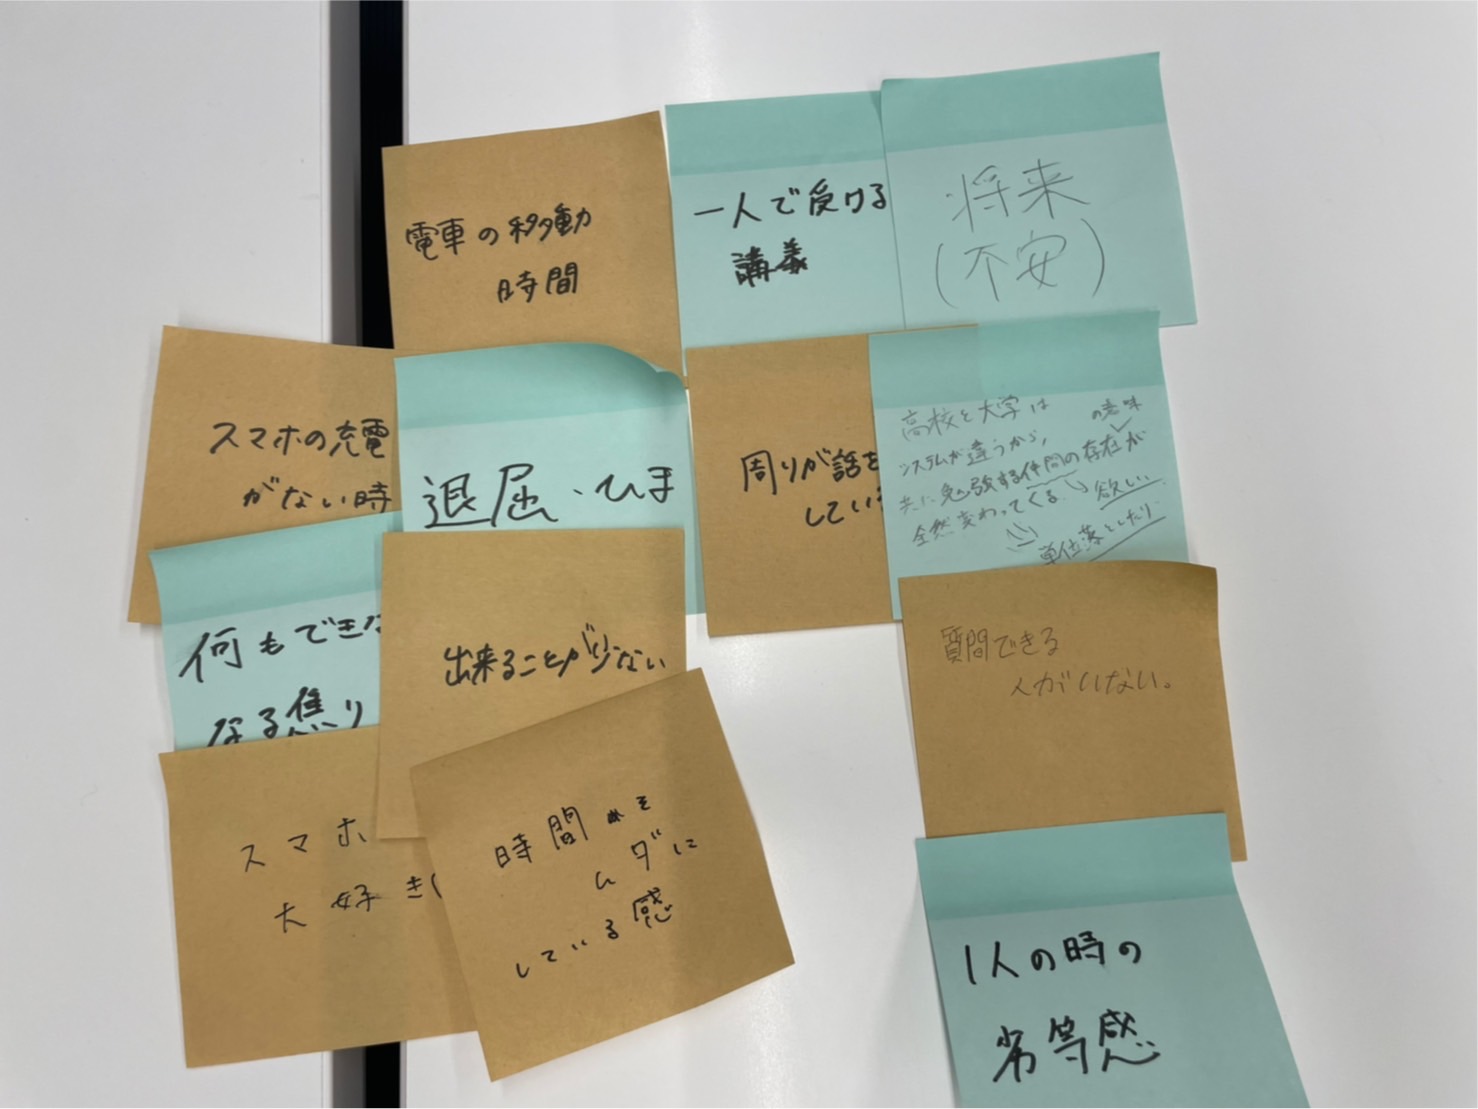 電車の移動
時間
一人で受ける
講義
将来
(不安)
スマホの充電
がない時
退屈、ひま
周りが話を
してい
高校と大学は
システムが違うから、
共に勉強する仲間の存在が
の意味
全然変わってくる。→欲しい
単位落としたり
何もできな
なる焦り
出来ることが少ない
質問できる
人がいない。
スマホ
大好き
時間を
ムダに
している感
1人の時の
劣等感